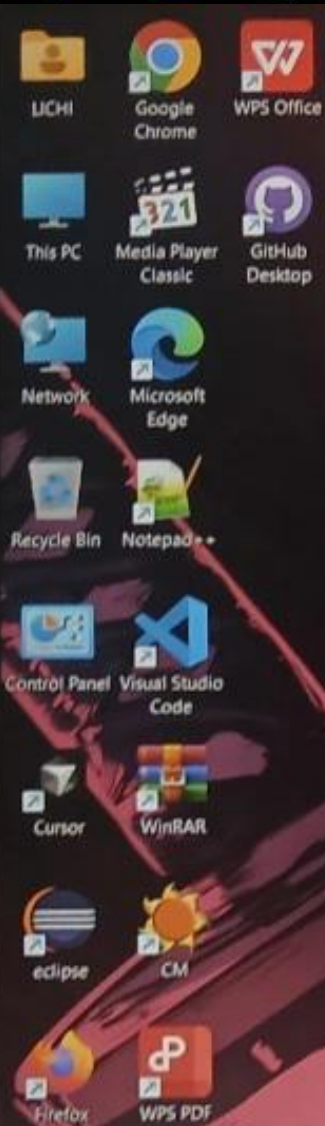 LICHI
Google
Chrome
WPS Office
This PC
Media Player
Classic
GitHub
Desktop
Network
Microsoft
Edge
Recycle Bin
Notepad++
Control Panel
Visual Studio
Code
Cursor
WinRAR
eclipse
CM
Firefox
WPS PDF
321